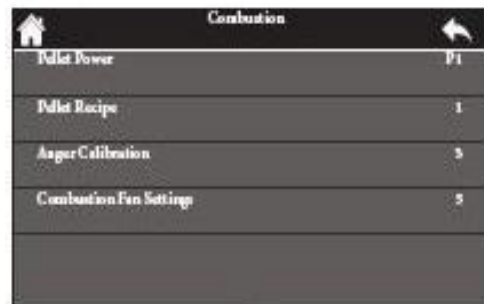 Combustion
Pellet Power P1
Pellet Recipe 1
Auger Calibration 5
Combustion Fan Settings 5